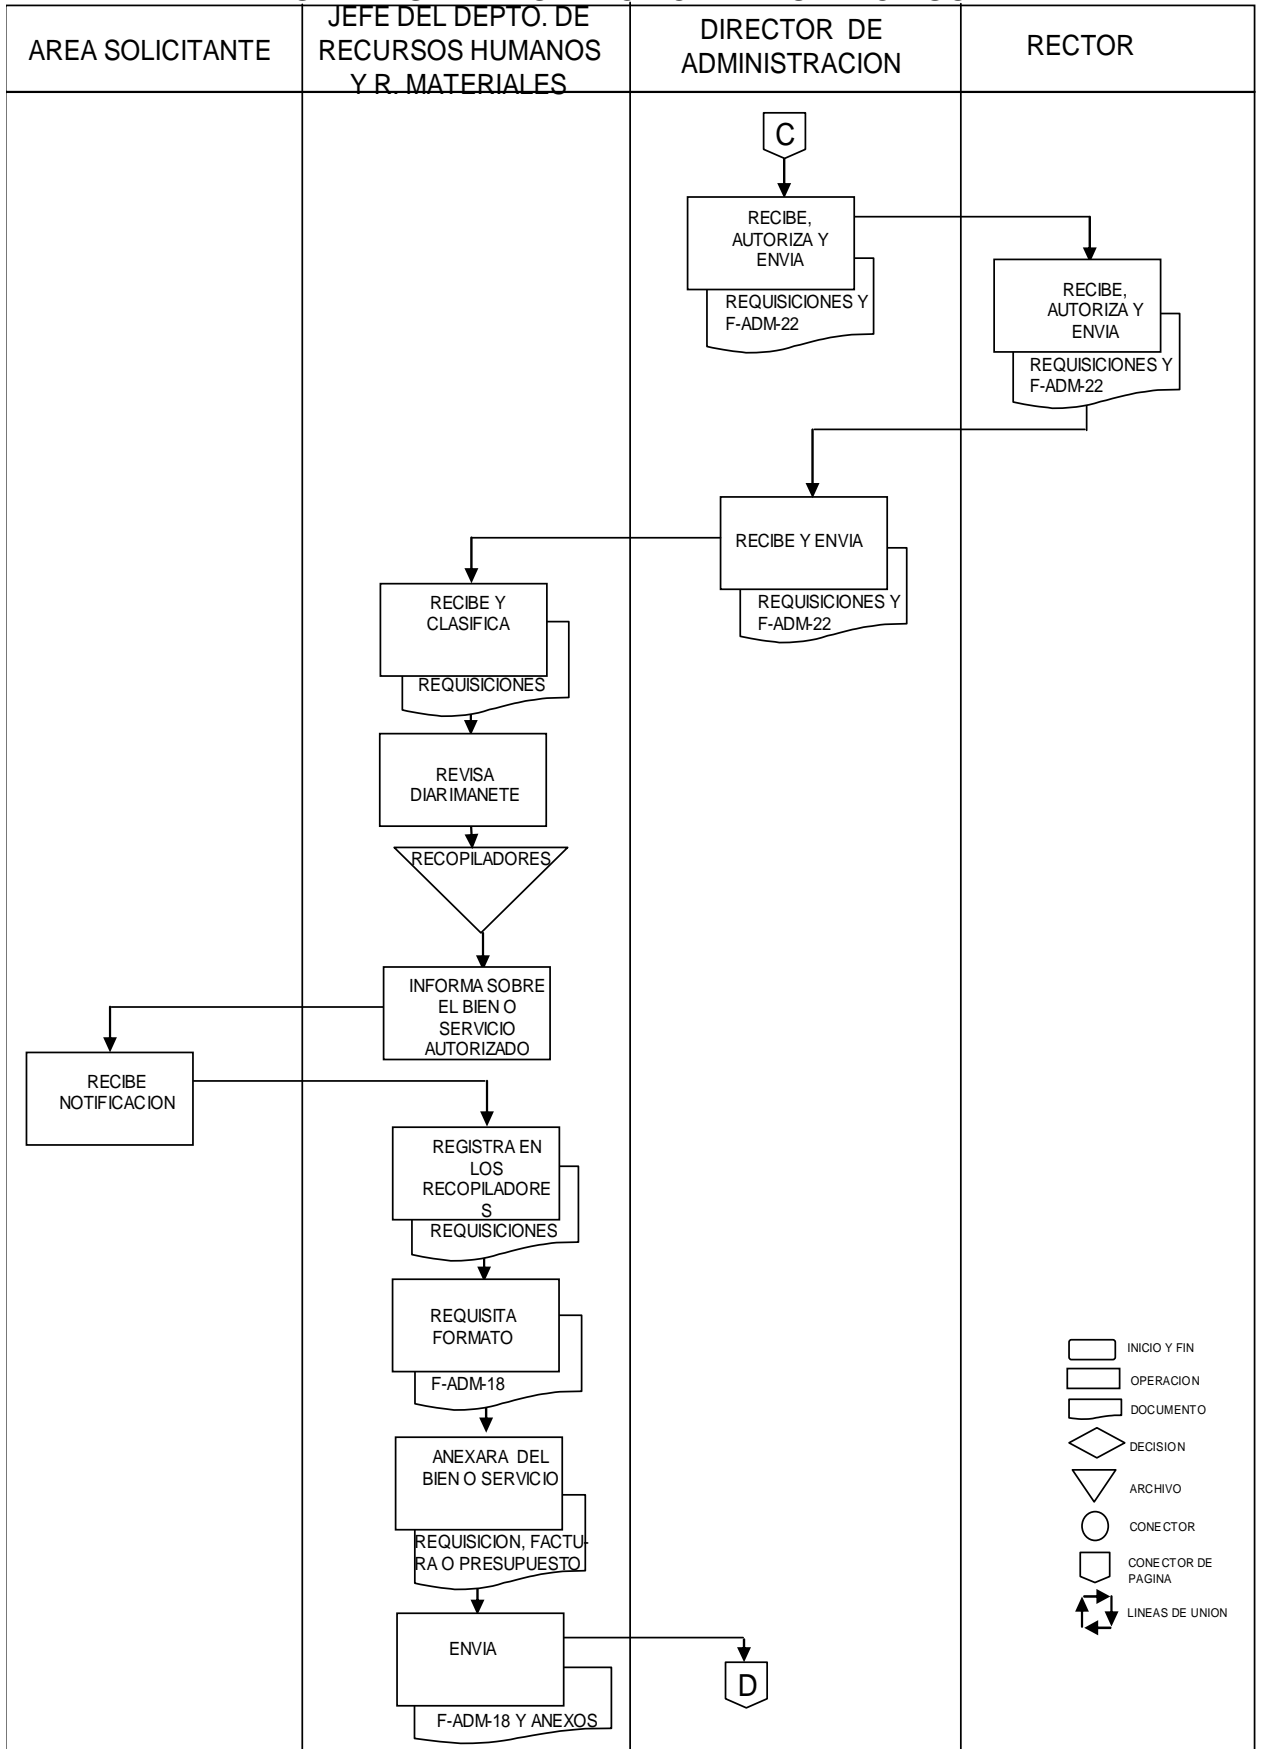 AREA SOLICITANTE
JEFE DEL DEPTO. DE
RECURSOS HUMANOS
Y R. MATERIALES
DIRECTOR DE
ADMINISTRACION
RECTOR
C
RECIBE,
AUTORIZA Y
ENVIA
REQUISICIONES Y
F-ADM-22
RECIBE,
AUTORIZA Y
ENVIA
REQUISICIONES Y
F-ADM-22
RECIBE Y ENVIA
REQUISICIONES Y
F-ADM-22
RECIBE Y
CLASIFICA
REQUISICIONES
REVISA
DIARIMANETE
RECOPILADORES
INFORMA SOBRE
EL BIEN O
SERVICIO
AUTORIZADO
RECIBE
NOTIFICACION
REGISTRA EN
LOS
RECOPILADORE
S
REQUISICIONES
REQUISITA
FORMATO
F-ADM-18
ANEXARA DEL
BIEN O SERVICIO
REQUISICION, FACTU-
RA O PRESUPUESTO
ENVIA
F-ADM-18 Y ANEXOS
D
INICIO Y FIN
OPERACION
DOCUMENTO
DECISION
ARCHIVO
CONECTOR
CONECTOR DE
PAGINA
LINEAS DE UNION